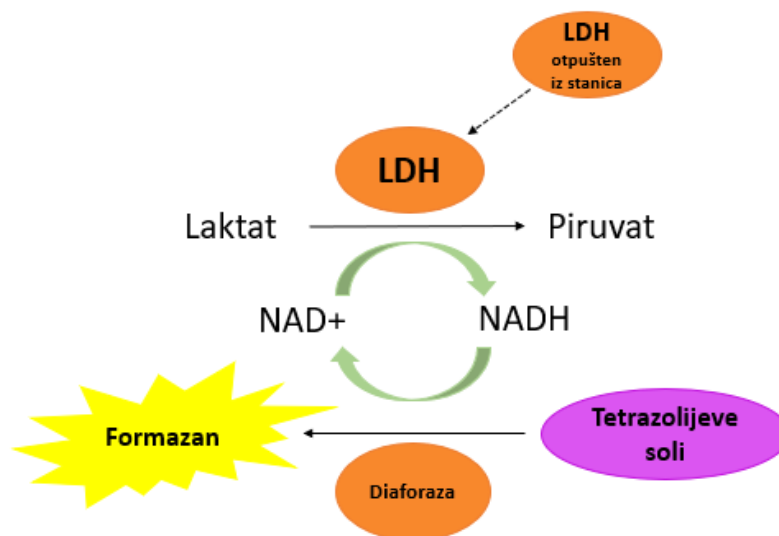 LDH
otpušten
iz stanica
LDH
Laktat
Piruvat
NAD+
NADH
Formazan
Tetrazolijeve
soli
Diaforaza